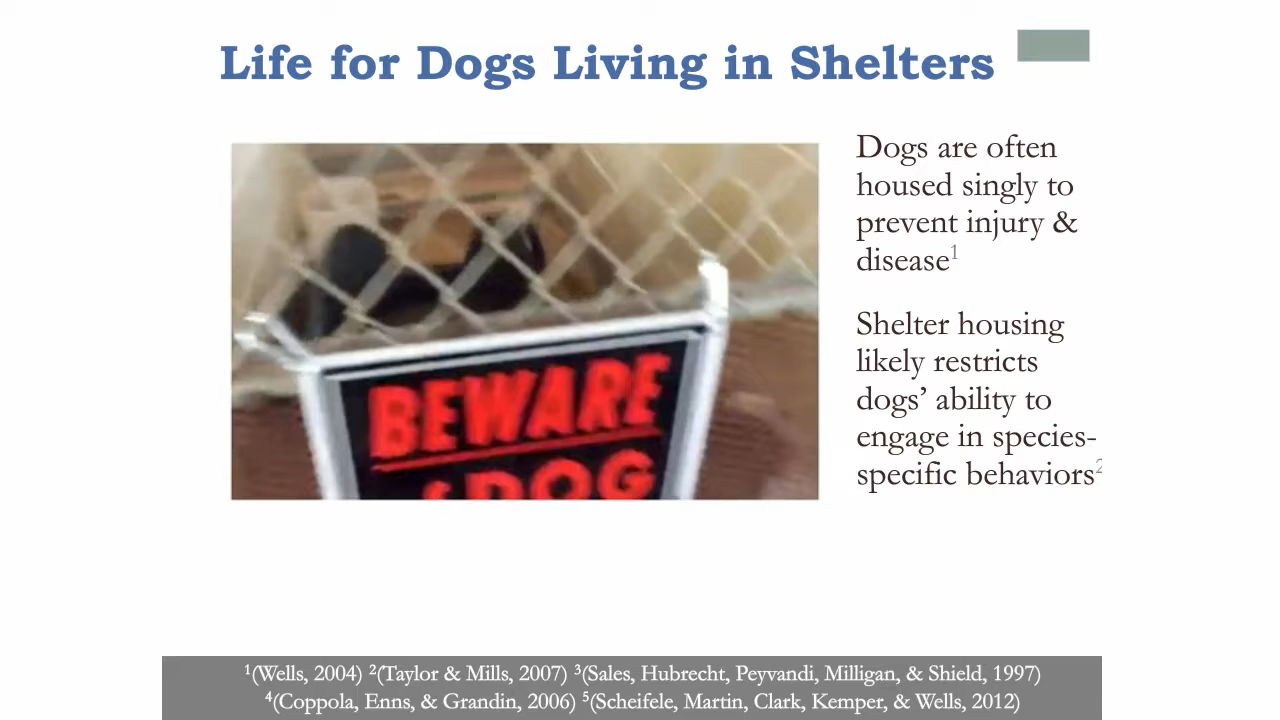 Life for Dogs Living in Shelters
Dogs are often
housed singly to
prevent injury &
disease¹
Shelter housing
likely restricts
dogs’ ability to
engage in species-
specific behaviors²
BEWARE
DOG
¹(Wells, 2004) ²(Taylor & Mills, 2007) ³(Sales, Hubrecht, Peyvandi, Milligan, & Shield, 1997)
⁴(Coppola, Enns, & Grandin, 2006) ⁵(Scheifele, Martin, Clark, Kemper, & Wells, 2012)